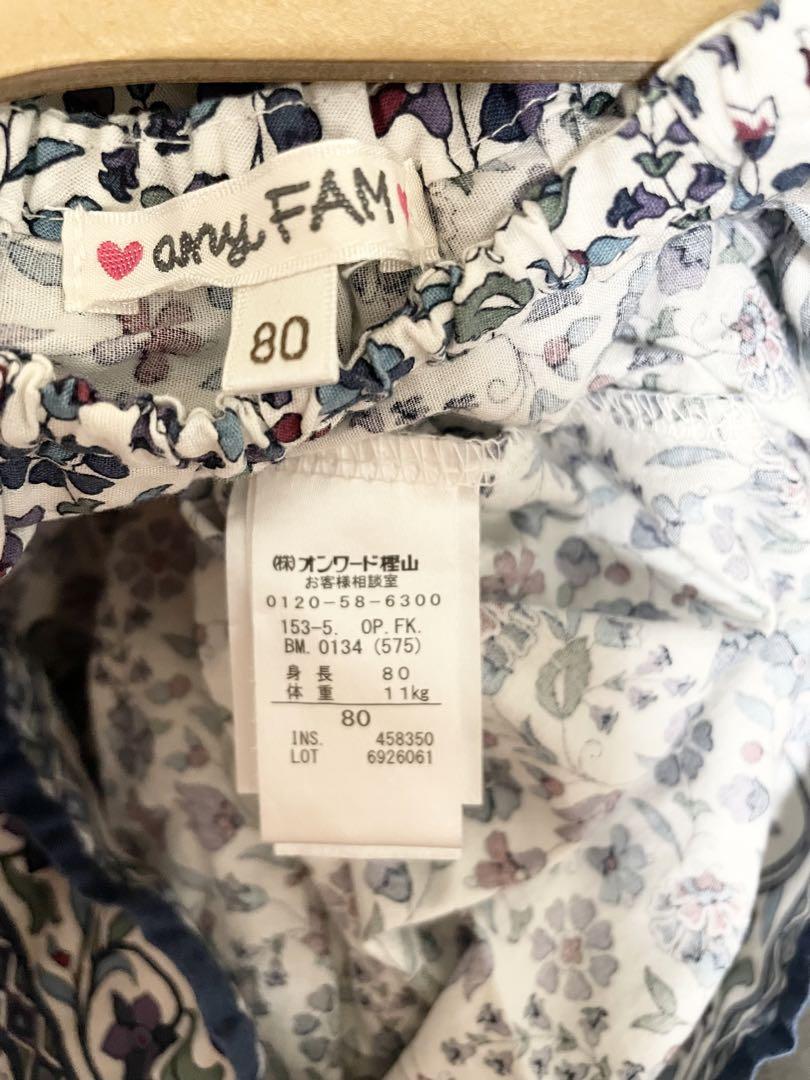 any FAM
80
㈱オンワード樫山
お客様相談室
0120-58-6300
153-5. OP.FK.
BM. 0134 (575)
身長 80
体重 11kg
80
INS. 458350
LOT 6926061